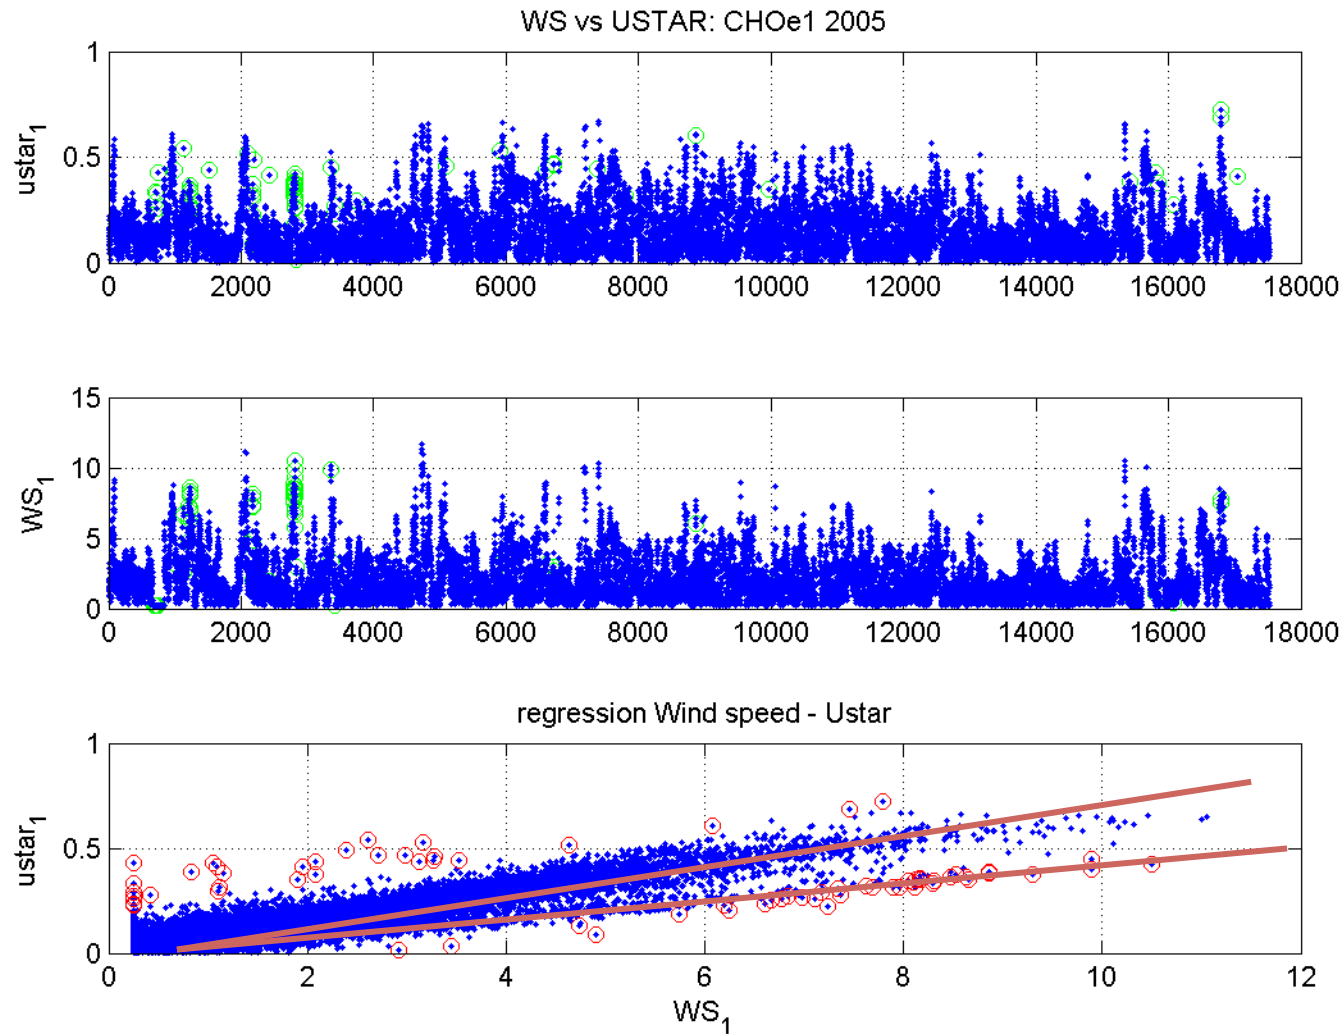 WS vs USTAR: CHOe1 2005
1
0.5
0
ustar1
0 2000 4000 6000 8000 10000 12000 14000 16000 18000
15
10
5
0
WS1
0 2000 4000 6000 8000 10000 12000 14000 16000 18000
regression Wind speed - Ustar
1
0.5
0
ustar1
0 2 4 6 8 10 12
WS1